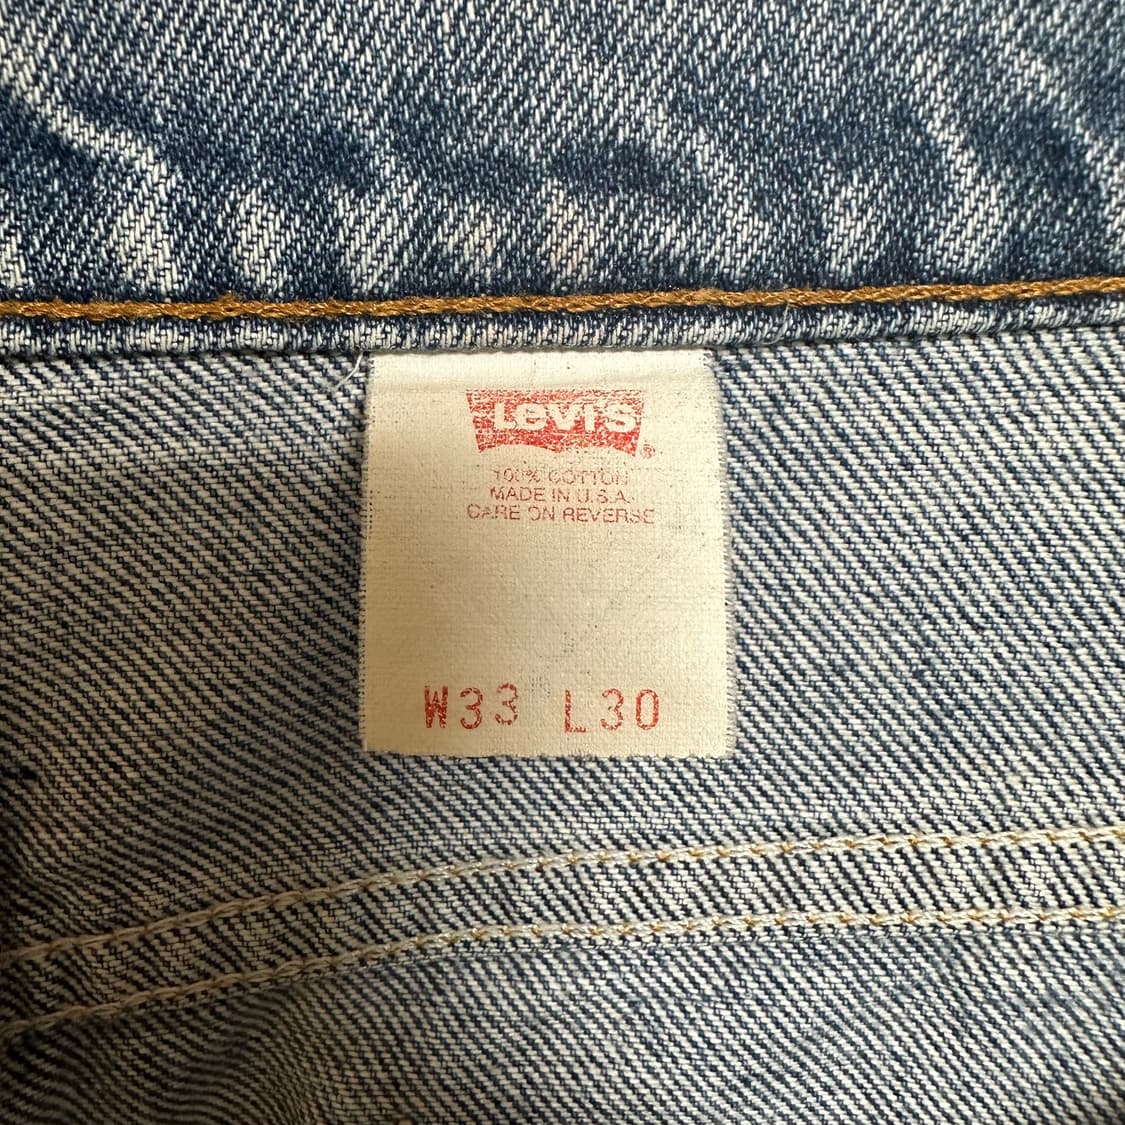 LEVI'S ®
100% COTTON
MADE IN U.S.A.
CARE ON REVERSE
W33 L30